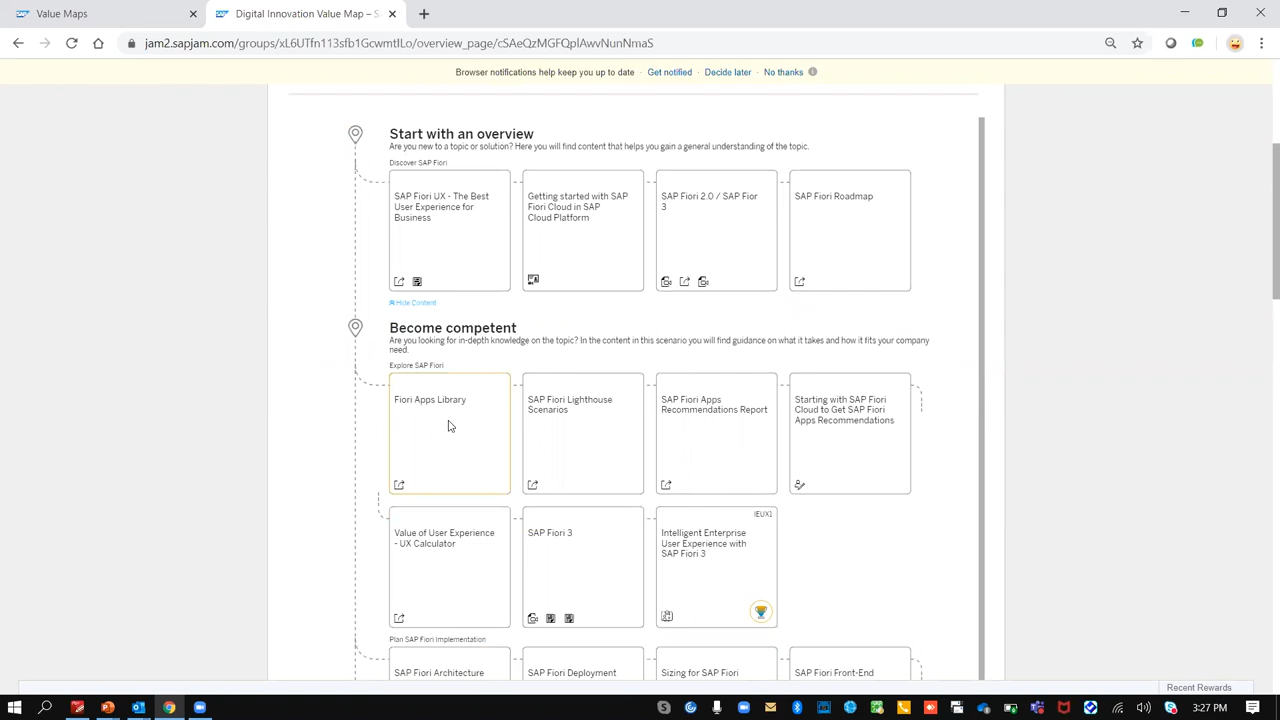 Value Maps
Digital Innovation Value Map – S
jam2.sapjam.com/groups/xL6UTfn113sfb1GcwmtILo/overview_page/cSAeQzMGFQplAwvNunNmaS
Browser notifications help keep you up to date · Get notified · Decide later · No thanks
Start with an overview
Are you new to a topic or solution? Here you will find content that helps you gain a general understanding of the topic.
Discover SAP Fiori
SAP Fiori UX - The Best
User Experience for
Business
Getting started with SAP
Fiori Cloud in SAP
Cloud Platform
SAP Fiori 2.0 / SAP Fior
3
SAP Fiori Roadmap
Hide Content
Become competent
Are you looking for in-depth knowledge on the topic? In the content in this scenario you will find guidance on what it takes and how it fits your company
need.
Explore SAP Fiori
Fiori Apps Library
SAP Fiori Lighthouse
Scenarios
SAP Fiori Apps
Recommendations Report
Starting with SAP Fiori
Cloud to Get SAP Fiori
Apps Recommendations
Value of User Experience
- UX Calculator
SAP Fiori 3
[EUX]
Intelligent Enterprise
User Experience with
SAP Fiori 3
Plan SAP Fiori Implementation
SAP Fiori Architecture
SAP Fiori Deployment
Sizing for SAP Fiori
SAP Fiori Front-End
Recent Rewards
3:27 PM